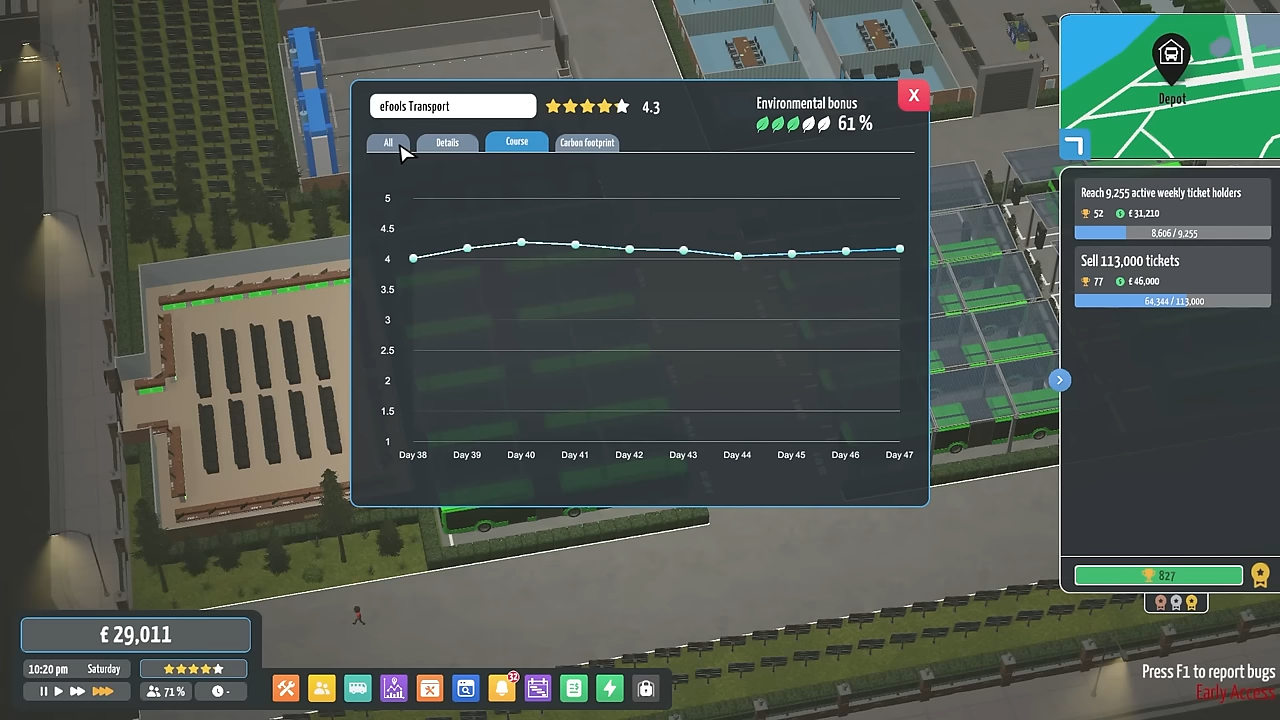 eFools Transport
4.3
Environmental bonus
61 %
X
All
Details
Course
Carbon footprint
5
4.5
4
3.5
3
2.5
2
1.5
1
Day 38 Day 39 Day 40 Day 41 Day 42 Day 43 Day 44 Day 45 Day 46 Day 47
Depot
Reach 9,255 active weekly ticket holders
52 £ 31,210
8,606 / 9,255
Sell 113,000 tickets
77 £ 46,000
64,344 / 113,000
827
£ 29,011
10:20 pm Saturday
71 %
-
32
Press F1 to report bugs
Early Access